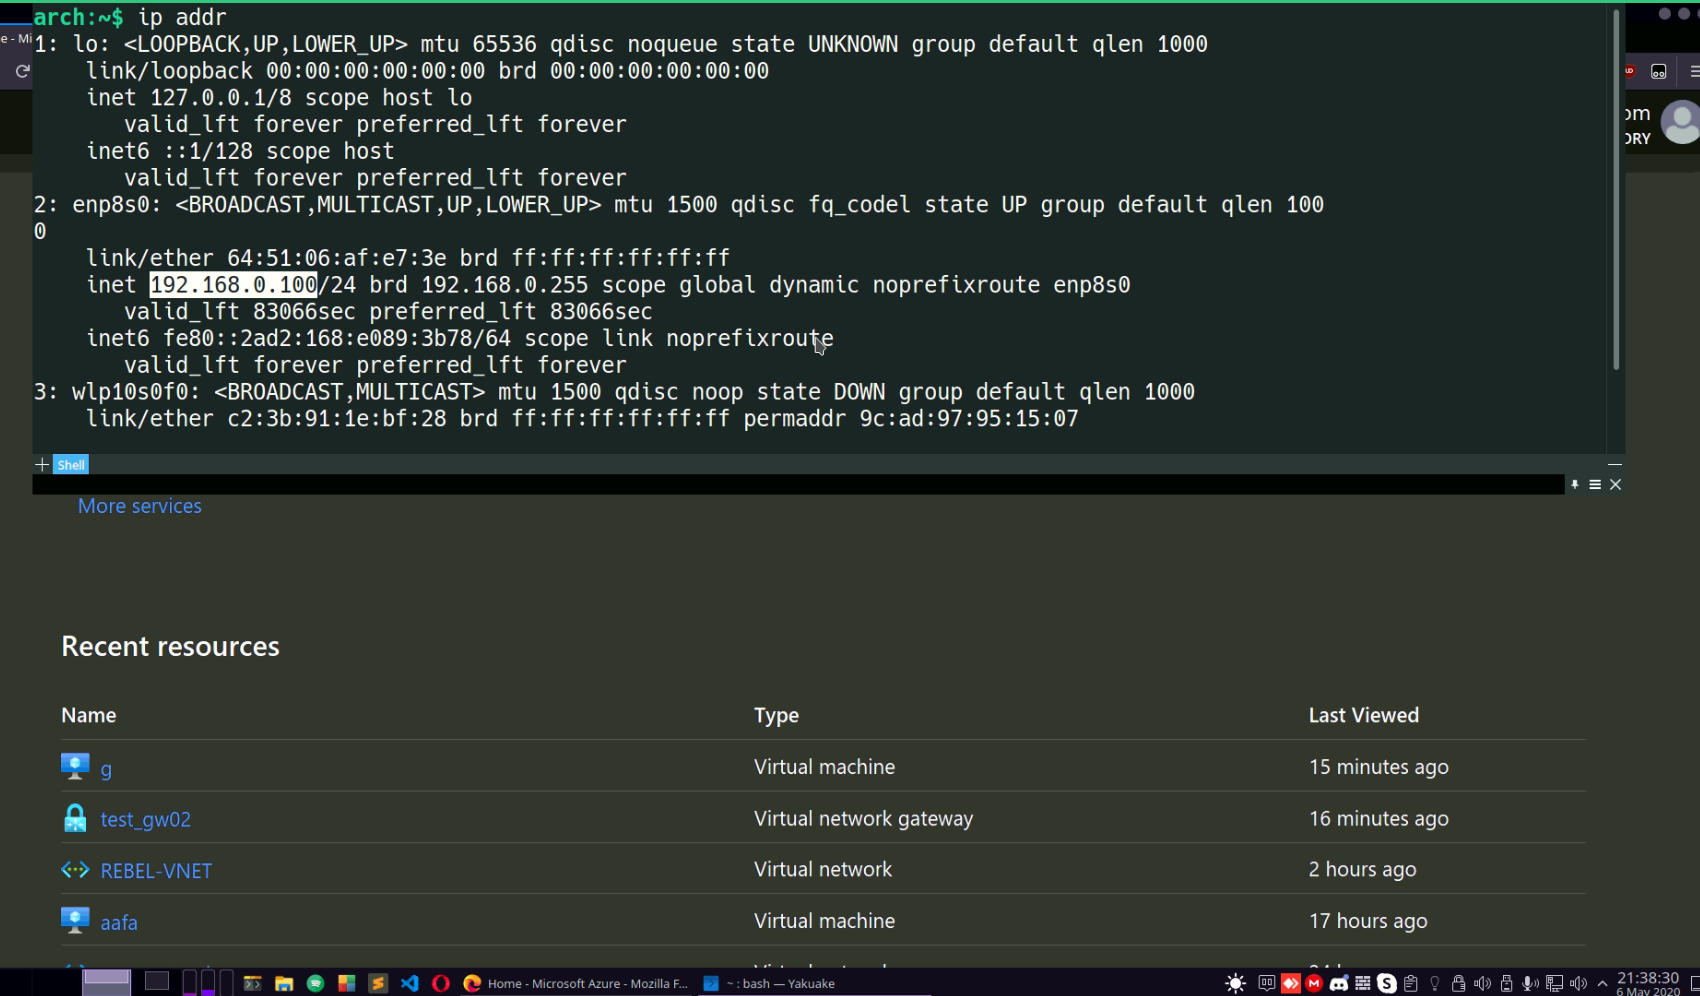 arch:~$ ip addr
1: lo: <LOOPBACK,UP,LOWER_UP> mtu 65536 qdisc noqueue state UNKNOWN group default qlen 1000
link/loopback 00:00:00:00:00:00 brd 00:00:00:00:00:00
inet 127.0.0.1/8 scope host lo
valid_lft forever preferred_lft forever
inet6 ::1/128 scope host
valid_lft forever preferred_lft forever
2: enp8s0: <BROADCAST,MULTICAST,UP,LOWER_UP> mtu 1500 qdisc fq_codel state UP group default qlen 100
0
link/ether 64:51:06:af:e7:3e brd ff:ff:ff:ff:ff:ff
inet 192.168.0.100/24 brd 192.168.0.255 scope global dynamic noprefixroute enp8s0
valid_lft 83066sec preferred_lft 83066sec
inet6 fe80::2ad2:168:e089:3b78/64 scope link noprefixroute
valid_lft forever preferred_lft forever
3: wlp10s0f0: <BROADCAST,MULTICAST> mtu 1500 qdisc noop state DOWN group default qlen 1000
link/ether c2:3b:91:1e:bf:28 brd ff:ff:ff:ff:ff:ff permaddr 9c:ad:97:95:15:07
e - Mi
om
ORY
Shell
More services
Recent resources
Name Type Last Viewed
g Virtual machine 15 minutes ago
test_gw02 Virtual network gateway 16 minutes ago
REBEL-VNET Virtual network 2 hours ago
aafa Virtual machine 17 hours ago
Home - Microsoft Azure - Mozilla F... ~ : bash — Yakuake 21:38:30
6 May 2020